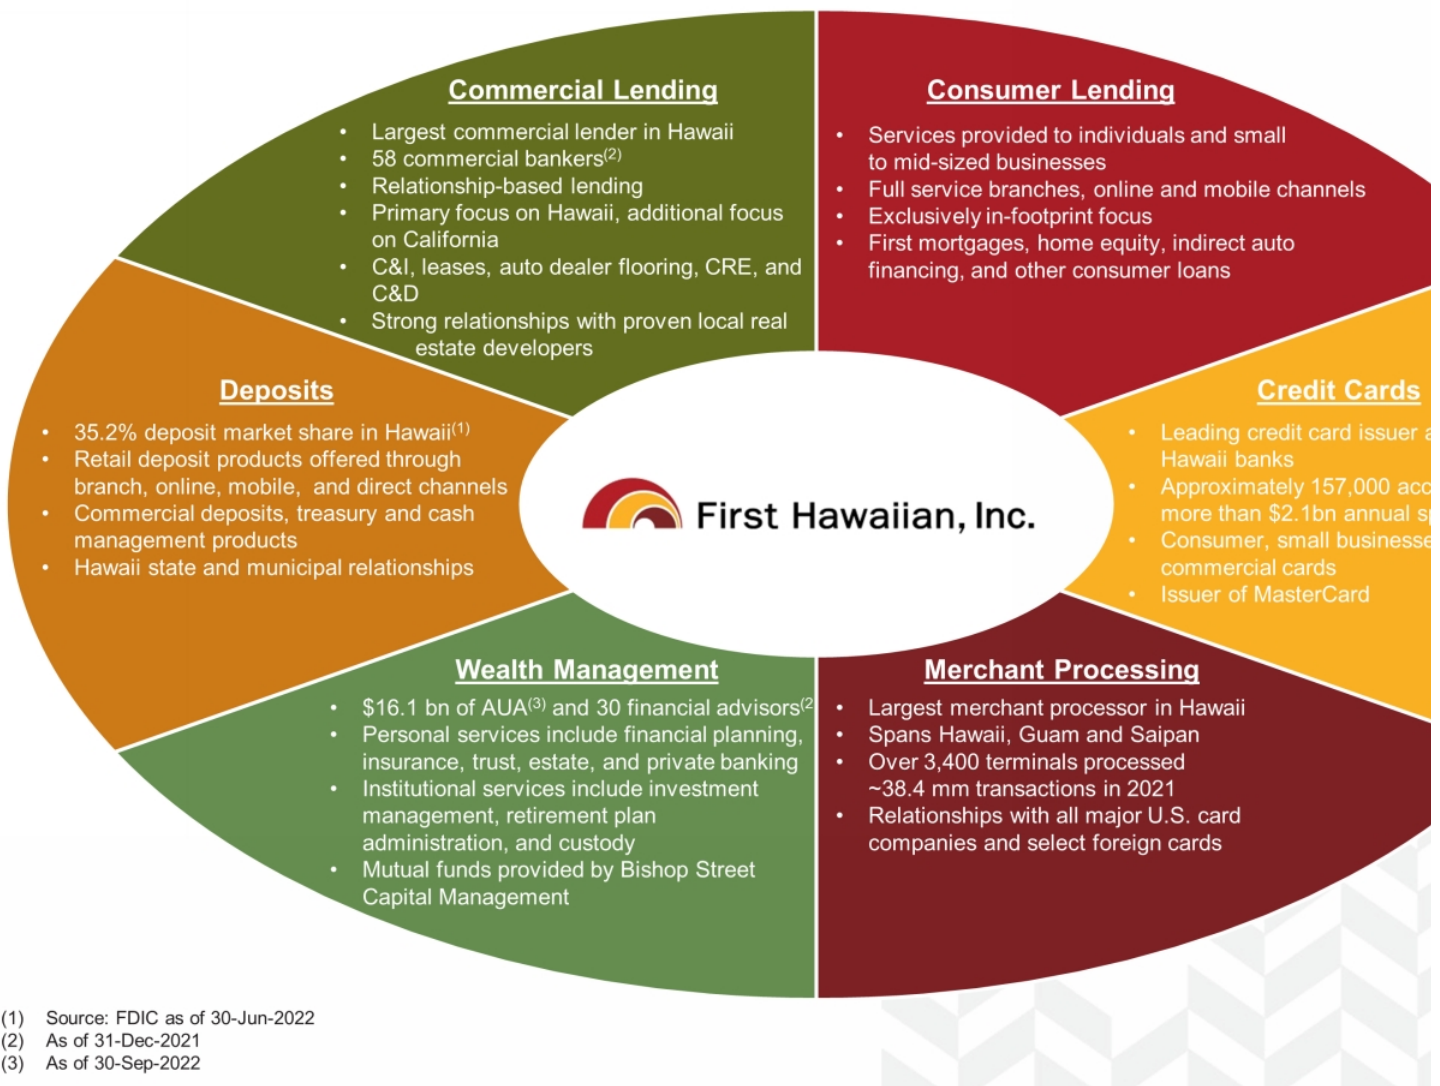 Commercial Lending
• Largest commercial lender in Hawaii
• 58 commercial bankers(2)
• Relationship-based lending
• Primary focus on Hawaii, additional focus
on California
• C&I, leases, auto dealer flooring, CRE, and
C&D
• Strong relationships with proven local real
estate developers
Consumer Lending
• Services provided to individuals and small
to mid-sized businesses
• Full service branches, online and mobile channels
• Exclusively in-footprint focus
• First mortgages, home equity, indirect auto
financing, and other consumer loans
Deposits
• 35.2% deposit market share in Hawaii(1)
• Retail deposit products offered through
branch, online, mobile, and direct channels
• Commercial deposits, treasury and cash
management products
• Hawaii state and municipal relationships
First Hawaiian, Inc.
Credit Cards
• Leading credit card issuer
Hawaii banks
• Approximately 157,000
more than $2.1bn annual
• Consumer, small
commercial cards
• Issuer of MasterCard
Wealth Management
• $16.1 bn of AUA(3) and 30 financial advisors(2
• Personal services include financial planning,
insurance, trust, estate, and private banking
• Institutional services include investment
management, retirement plan
administration, and custody
• Mutual funds provided by Bishop Street
Capital Management
Merchant Processing
• Largest merchant processor in Hawaii
• Spans Hawaii, Guam and Saipan
• Over 3,400 terminals processed
~38.4 mm transactions in 2021
• Relationships with all major U.S. card
companies and select foreign cards
(1) Source: FDIC as of 30-Jun-2022
(2) As of 31-Dec-2021
(3) As of 30-Sep-2022